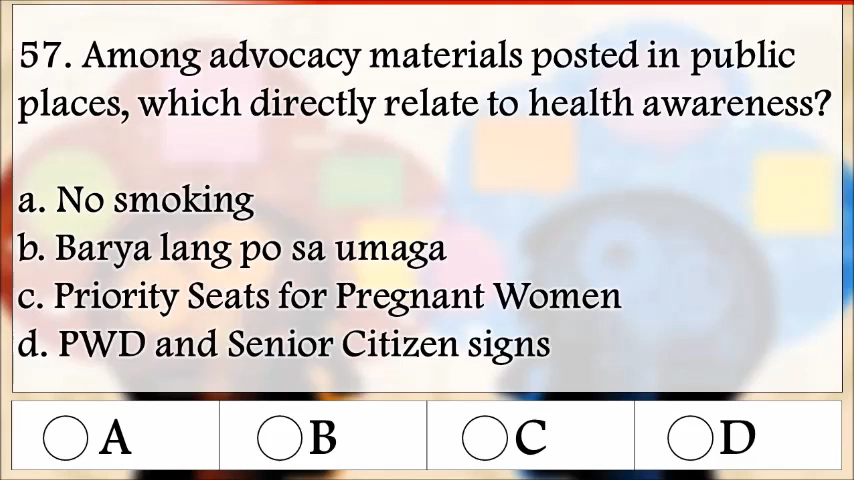 57. Among advocacy materials posted in public
places, which directly relate to health awareness?
a. No smoking
b. Barya lang po sa umaga
c. Priority Seats for Pregnant Women
d. PWD and Senior Citizen signs
A B C D